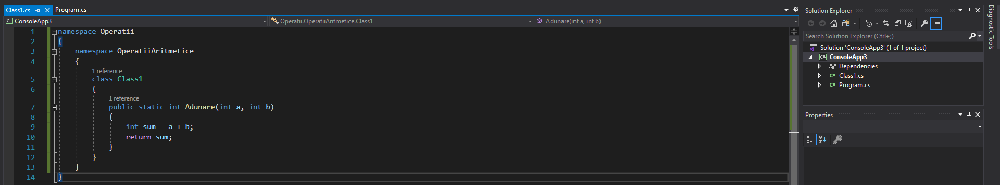 Class1.cs
Program.cs
ConsoleApp3
Operatii.OperatiiAritmetice.Class1
Adunare(int a, int b)
1 namespace Operatii
2 {
3 namespace OperatiiAritmetice
4 {
1 reference
5 class Class1
6 {
1 reference
7 public static int Adunare(int a, int b)
8 {
9 int sum = a + b;
10 return sum;
11 }
12 }
13 }
14 }
Solution Explorer
Search Solution Explorer (Ctrl+;)
Solution 'ConsoleApp3' (1 of 1 project)
C# ConsoleApp3
Dependencies
C# Class1.cs
C# Program.cs
Properties
Diagnostic Tools